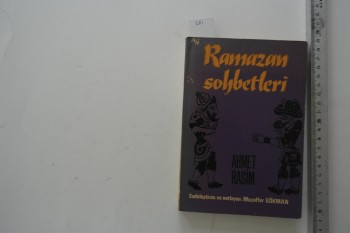 Ramazan
sohbetleri
AHMET
RASİM
Sadeleştiren ve notlayan: Muzaffer GÖKMAN